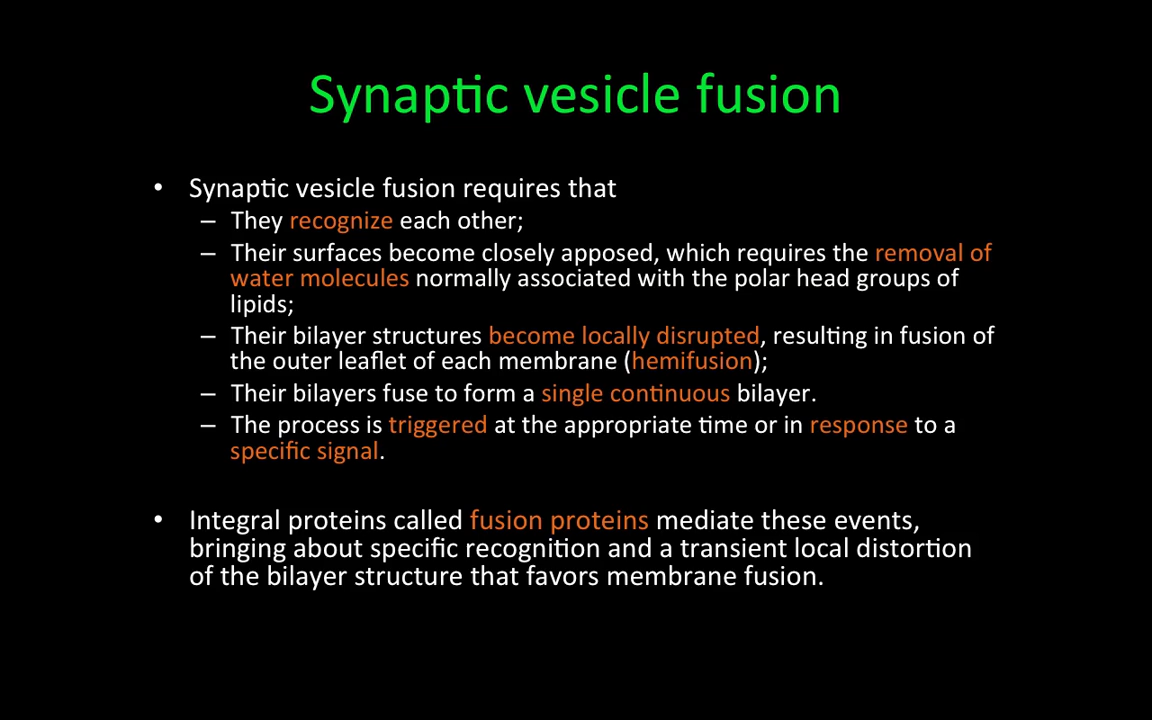 Synaptic vesicle fusion
• Synaptic vesicle fusion requires that
– They recognize each other;
– Their surfaces become closely apposed, which requires the removal of
water molecules normally associated with the polar head groups of
lipids;
– Their bilayer structures become locally disrupted, resulting in fusion of
the outer leaflet of each membrane (hemifusion);
– Their bilayers fuse to form a single continuous bilayer.
– The process is triggered at the appropriate time or in response to a
specific signal.
• Integral proteins called fusion proteins mediate these events,
bringing about specific recognition and a transient local distortion
of the bilayer structure that favors membrane fusion.